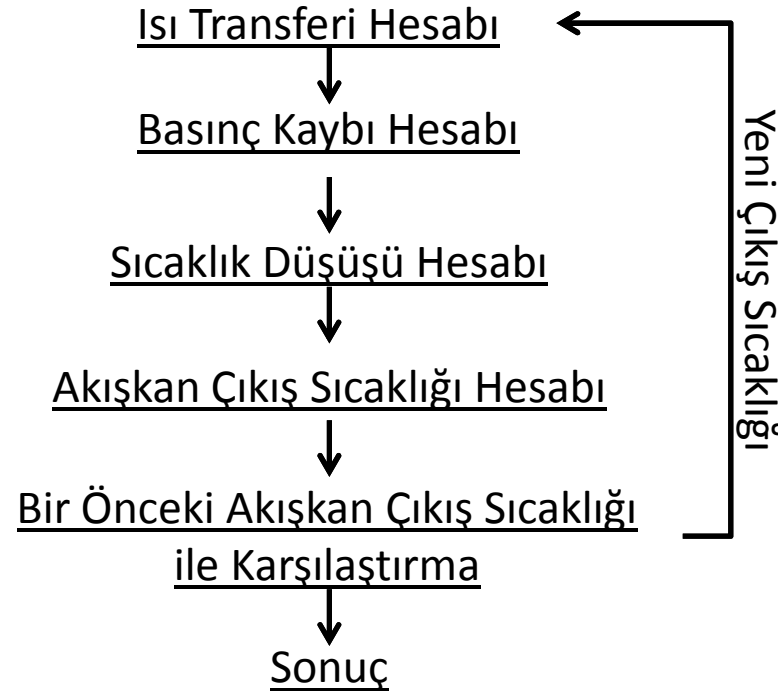 Isı Transferi Hesabı
Basınç Kaybı Hesabı
Sıcaklık Düşüşü Hesabı
Akışkan Çıkış Sıcaklığı Hesabı
Bir Önceki Akışkan Çıkış Sıcaklığı
ile Karşılaştırma
Sonuç
Yeni Çıkış Sıcaklığı